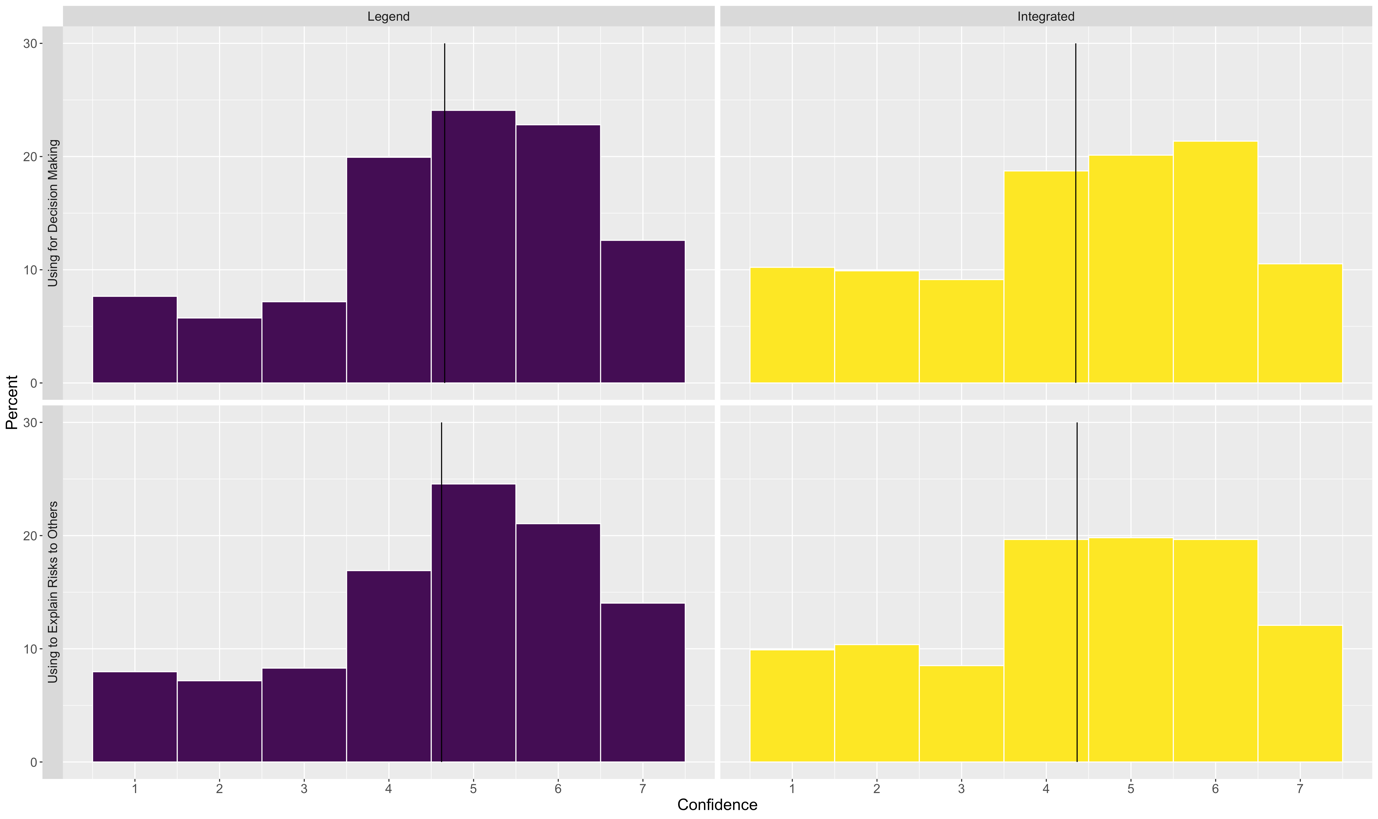 Legend
Integrated
30
20
10
0
Using for Decision Making
30
20
10
0
Using to Explain Risks to Others
Percent
1 2 3 4 5 6 7
1 2 3 4 5 6 7
Confidence